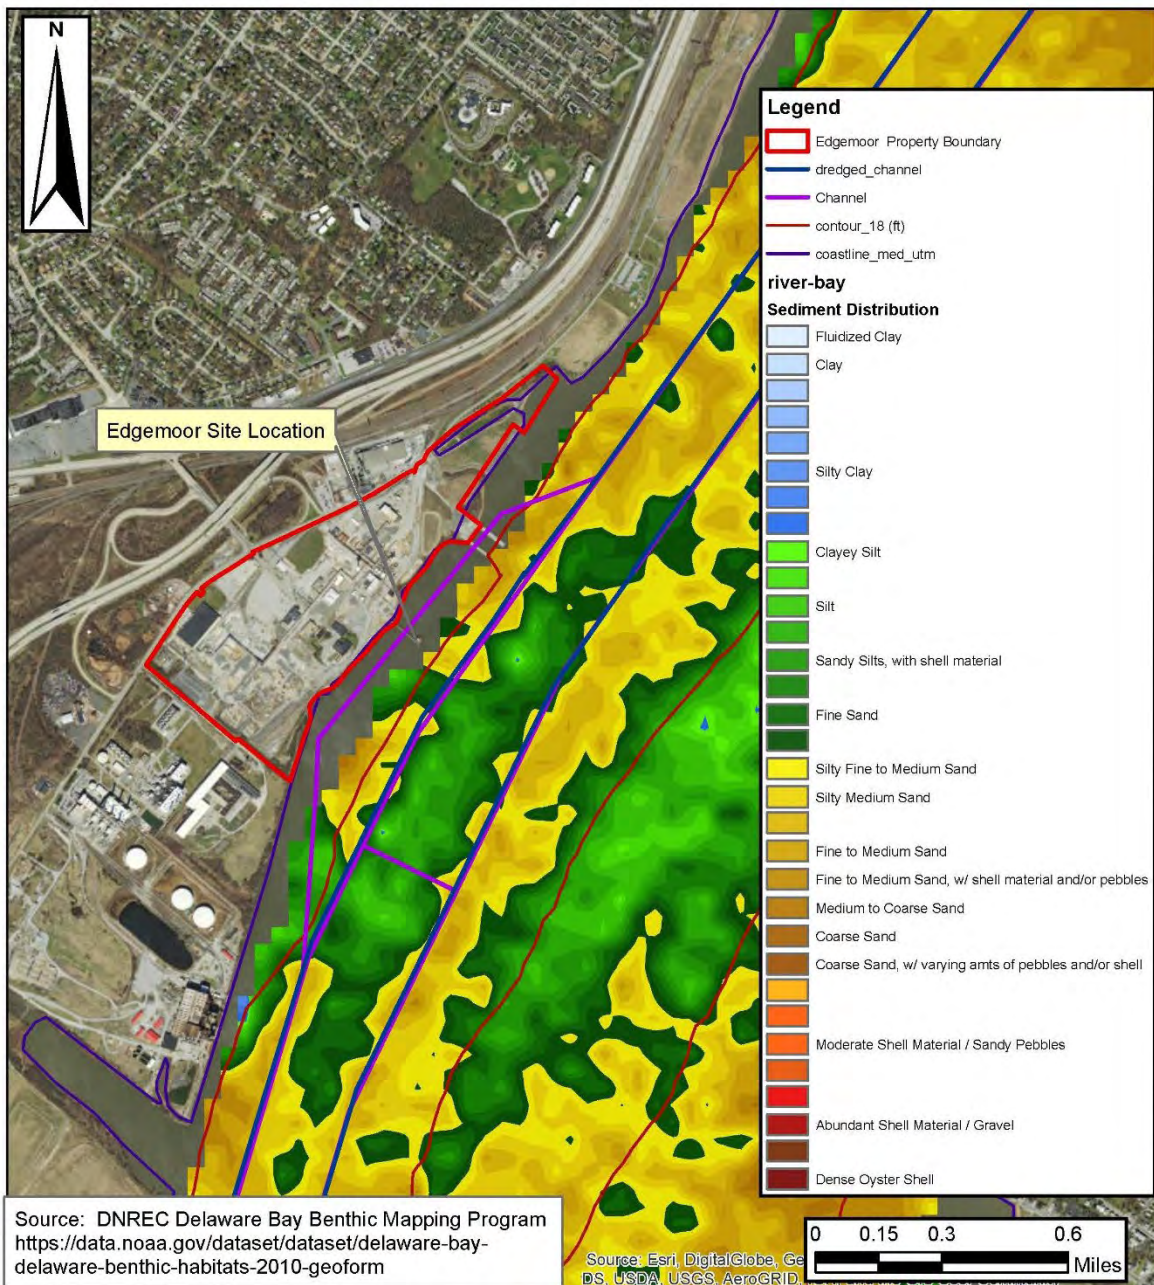 N
Legend
Edgemoor Property Boundary
dredged_channel
Channel
contour_18 (ft)
coastline_med_utm
river-bay
Sediment Distribution
Fluidized Clay
Clay
Silty Clay
Clayey Silt
Silt
Sandy Silts, with shell material
Fine Sand
Silty Fine to Medium Sand
Silty Medium Sand
Fine to Medium Sand
Fine to Medium Sand, w/ shell material and/or pebbles
Medium to Coarse Sand
Coarse Sand
Coarse Sand, w/ varying amts of pebbles and/or shell
Moderate Shell Material / Sandy Pebbles
Abundant Shell Material / Gravel
Dense Oyster Shell
Edgemoor Site Location
Source: DNREC Delaware Bay Benthic Mapping Program
https://data.noaa.gov/dataset/dataset/delaware-bay-
delaware-benthic-habitats-2010-geoform
Source: Esri, DigitalGlobe, Ge
DS, USDA, USGS, AeroGRID,
0 0.15 0.3 0.6
Miles